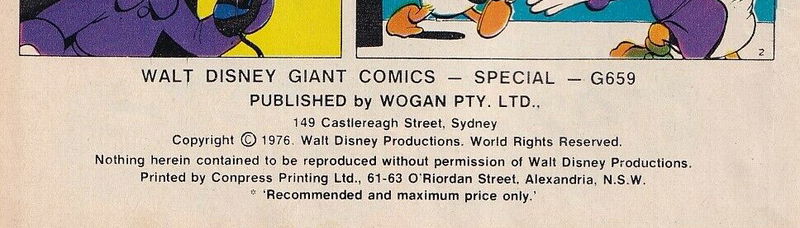 2
WALT DISNEY GIANT COMICS — SPECIAL — G659
PUBLISHED by WOGAN PTY. LTD.,
149 Castlereagh Street, Sydney
Copyright © 1976. Walt Disney Productions. World Rights Reserved.
Nothing herein contained to be reproduced without permission of Walt Disney Productions.
Printed by Conpress Printing Ltd., 61-63 O'Riordan Street, Alexandria, N.S.W.
* 'Recommended and maximum price only.'